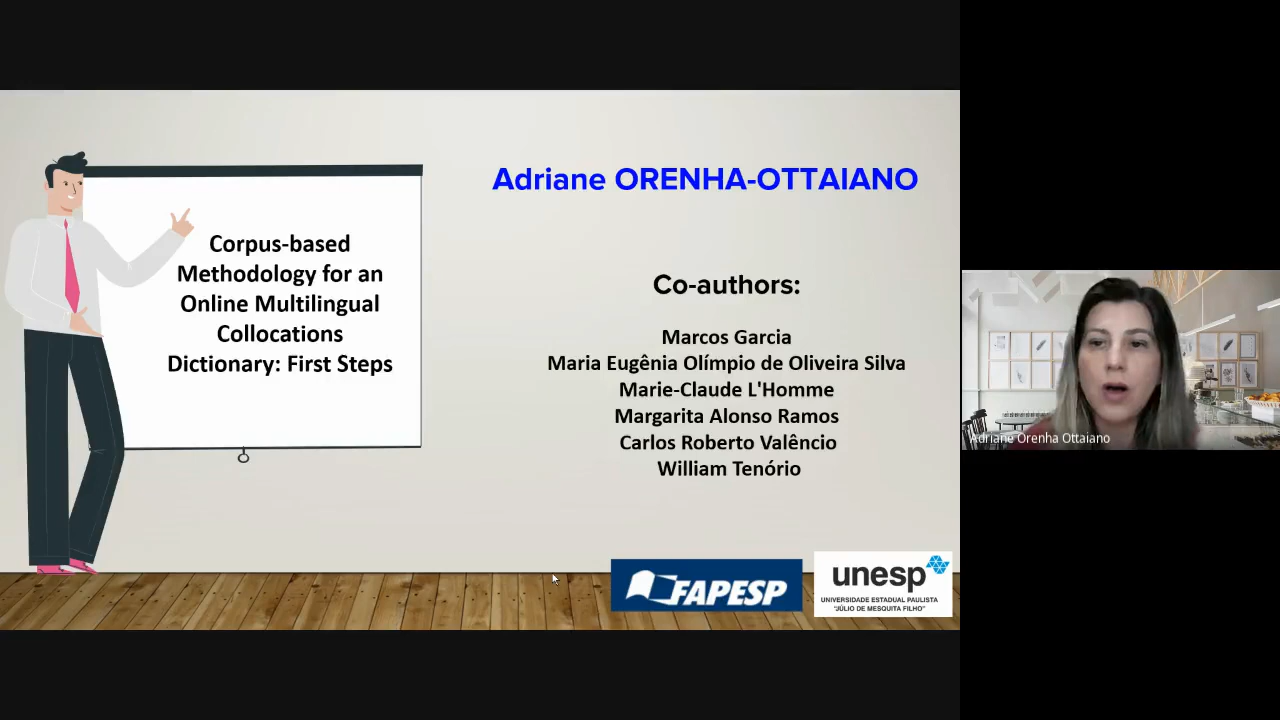 Corpus-based
Methodology for an
Online Multilingual
Collocations
Dictionary: First Steps
Adriane ORENHA-OTTAIANO
Co-authors:
Marcos Garcia
Maria Eugênia Olímpio de Oliveira Silva
Marie-Claude L'Homme
Margarita Alonso Ramos
Carlos Roberto Valêncio
William Tenório
FAPESP
unesp
UNIVERSIDADE ESTADUAL PAULISTA
"JÚLIO DE MESQUITA FILHO"
Adriane Orenha Ottaiano